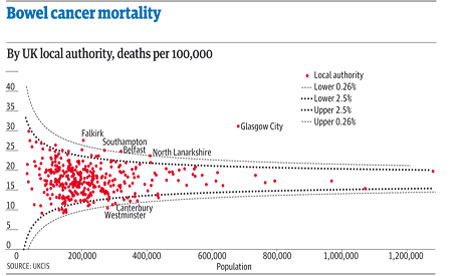 Bowel cancer mortality
By UK local authority, deaths per 100,000
Local authority
Lower 0.26%
Lower 2.5%
Upper 2.5%
Upper 0.26%
40
35
30
25
20
15
10
5
0
Falkirk
Southampton
Belfast
North Lanarkshire
Glasgow City
Canterbury
Westminster
200,000
400,000
600,000
800,000
1,000,000
1,200,000
SOURCE: UKCIS
Population